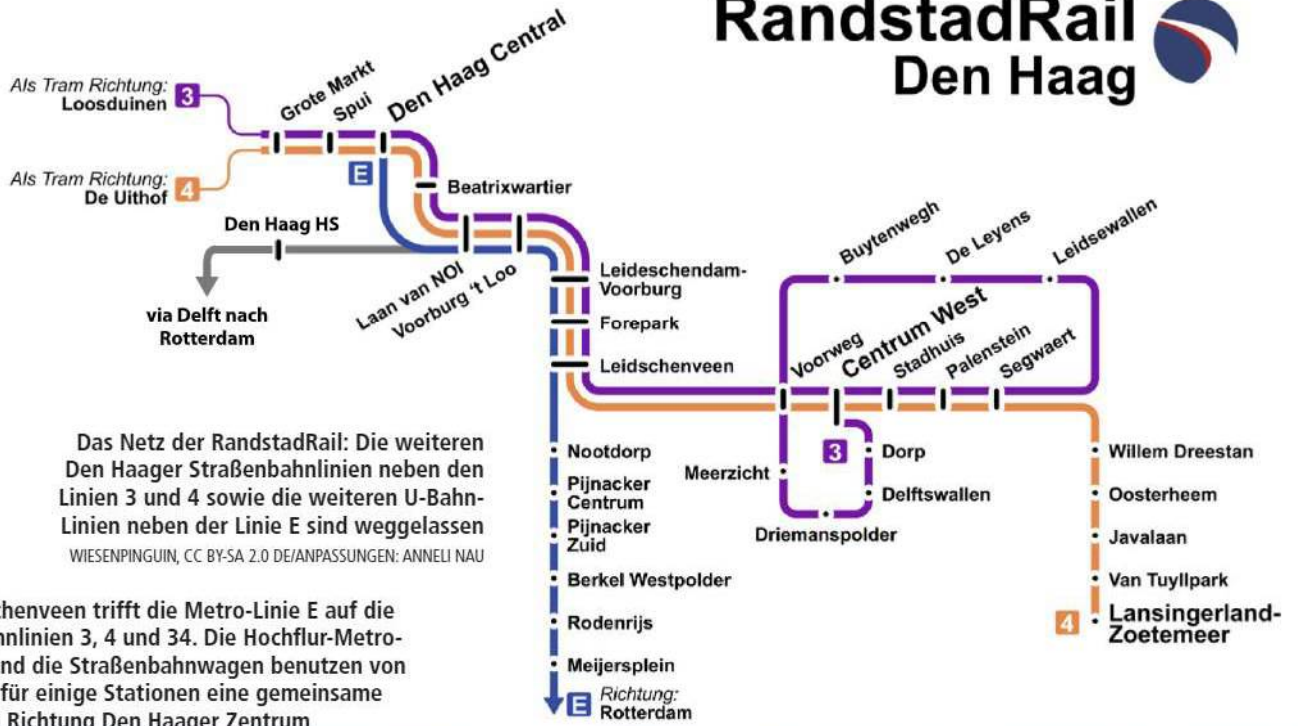 RandstadRail
Den Haag
Als Tram Richtung:
Loosduinen
3
Als Tram Richtung:
De Uithof
4
Grote Markt
Spui
Den Haag Central
E
Beatrixwartier
Den Haag HS
via Delft nach
Rotterdam
Laan van NOI
Voorburg ‘t Loo
Leideschendam-
Voorburg
Forepark
Leidschenveen
Buytenwegh
De Leyens
Leidsewallen
Voorweg
Centrum West
Stadhuis
Palenstein
Segwaert
3
Dorp
Delftswallen
Meerzicht
Driemanspolder
Nootdorp
Pijnacker
Centrum
Pijnacker
Zuid
Berkel Westpolder
Rodenrijs
Meijersplein
E
Richtung:
Rotterdam
Willem Dreestan
Oosterheem
Javalaan
Van Tuyllpark
4
Lansingerland-
Zoetemeer
Das Netz der RandstadRail: Die weiteren
Den Haager Straßenbahnlinien neben den
Linien 3 und 4 sowie die weiteren U-Bahn-
Linien neben der Linie E sind weggelassen
WIESENPINGUIN, CC BY-SA 2.0 DE/ANPASSUNGEN: ANNELI NAU
chenveen trifft die Metro-Linie E auf die
hnlinien 3, 4 und 34. Die Hochflur-Metro-
nd die Straßenbahnwagen benutzen von
für einige Stationen eine gemeinsame
Richtung Den Haager Zentrum